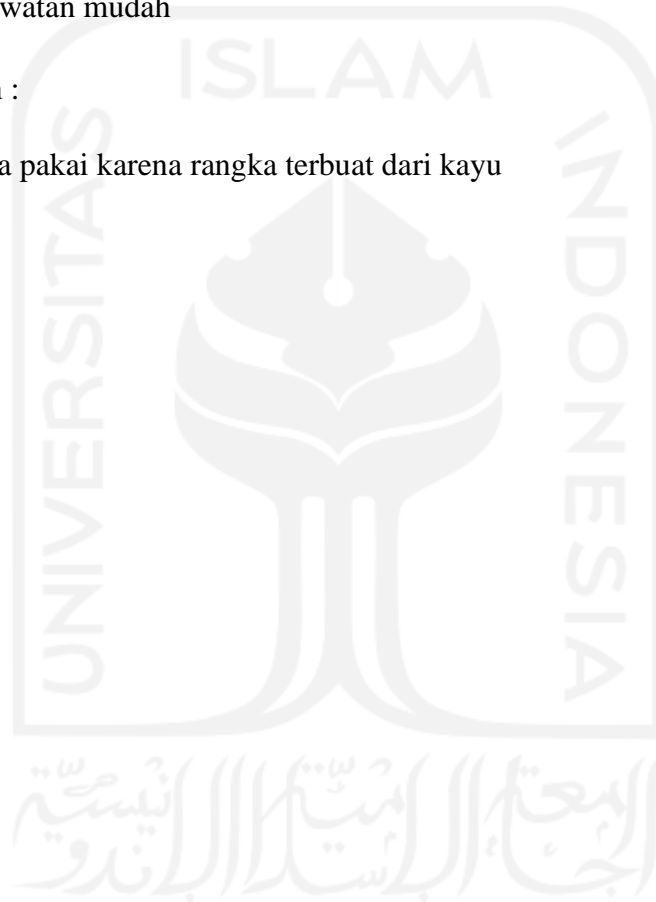 watan mudah
:
a pakai karena rangka terbuat dari kayu
ISLAM
UNIVERSITAS
INDONESIA